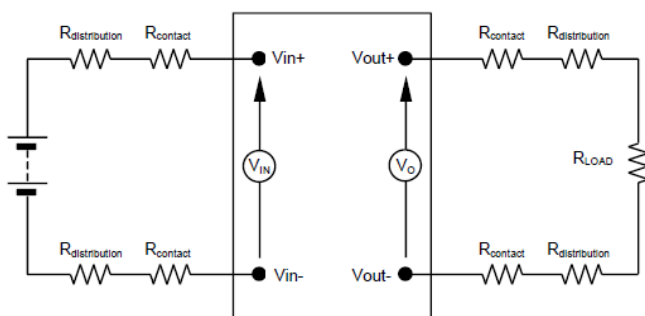 Rdistribution Rcontact Vin+ Vout+ Rcontact Rdistribution
VIN VO RLOAD
Rdistribution Rcontact Vin- Vout- Rcontact Rdistribution